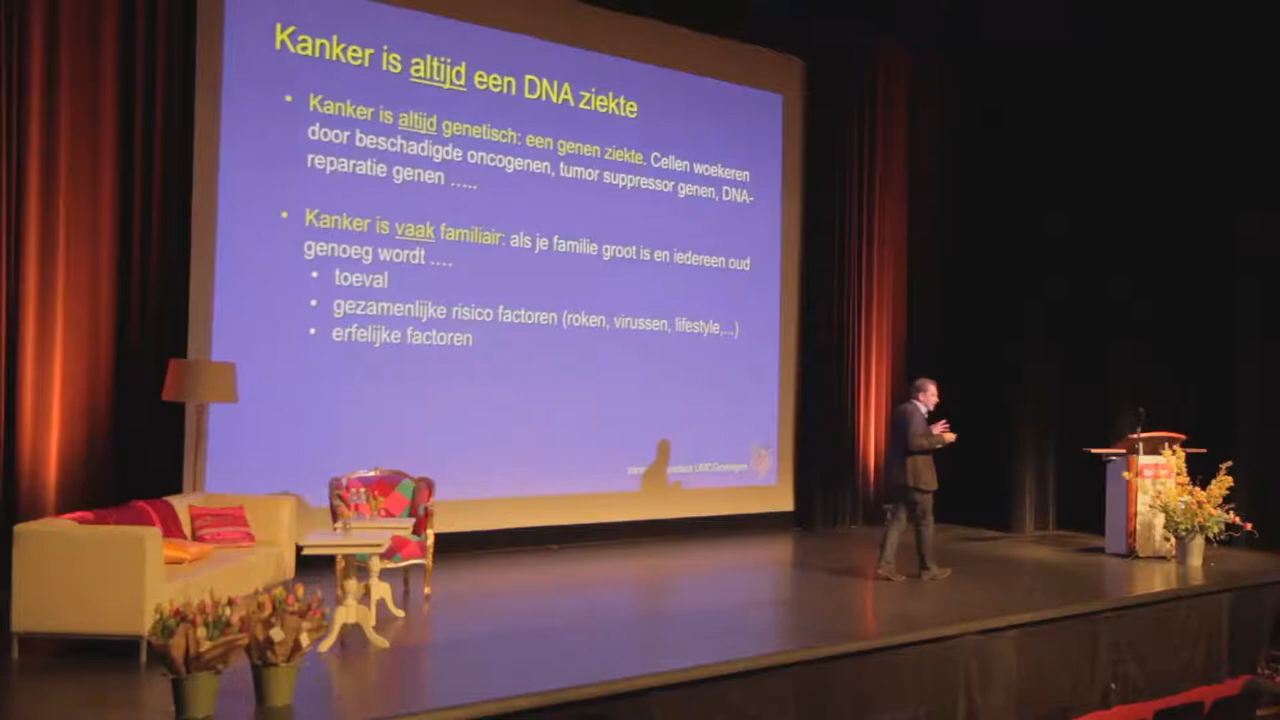 Kanker is altijd een DNA ziekte
• Kanker is altijd genetisch: een genen ziekte. Cellen woekeren
door beschadigde oncogenen, tumor suppressor genen, DNA-
reparatie genen …..
• Kanker is vaak familiair: als je familie groot is en iedereen oud
genoeg wordt ….
• toeval
• gezamenlijke risico factoren (roken, virussen, lifestyle,...)
• erfelijke factoren
UMCGroningen